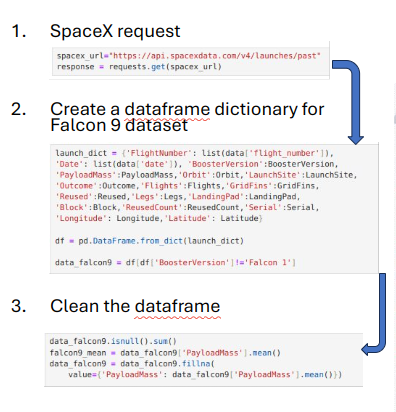 1. SpaceX request
spacex_url="https://api.spacexdata.com/v4/launches/past"
response = requests.get(spacex_url)
2. Create a dataframe dictionary for
Falcon 9 dataset
launch_dict = {'FlightNumber': list(data['flight_number']),
'Date': list(data['date']), 'BoosterVersion':BoosterVersion,
'PayloadMass':PayloadMass,'Orbit':Orbit,'LaunchSite':LaunchSite,
'Outcome':Outcome,'Flights':Flights,'GridFins':GridFins,
'Reused':Reused,'Legs':Legs,'LandingPad':LandingPad,
'Block':Block,'ReusedCount':ReusedCount,'Serial':Serial,
'Longitude': Longitude,'Latitude': Latitude}
df = pd.DataFrame.from_dict(launch_dict)
data_falcon9 = df[df['BoosterVersion']!='Falcon 1']
3. Clean the dataframe
data_falcon9.isnull().sum()
falcon9_mean = data_falcon9['PayloadMass'].mean()
data_falcon9 = data_falcon9.fillna(
value={'PayloadMass': data_falcon9['PayloadMass'].mean()})